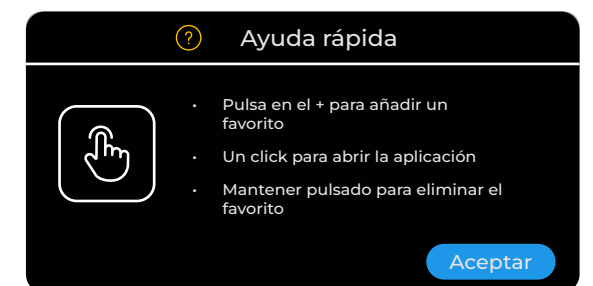 ? Ayuda rápida
• Pulsa en el + para añadir un
favorito
• Un click para abrir la aplicación
• Mantener pulsado para eliminar el
favorito
Aceptar